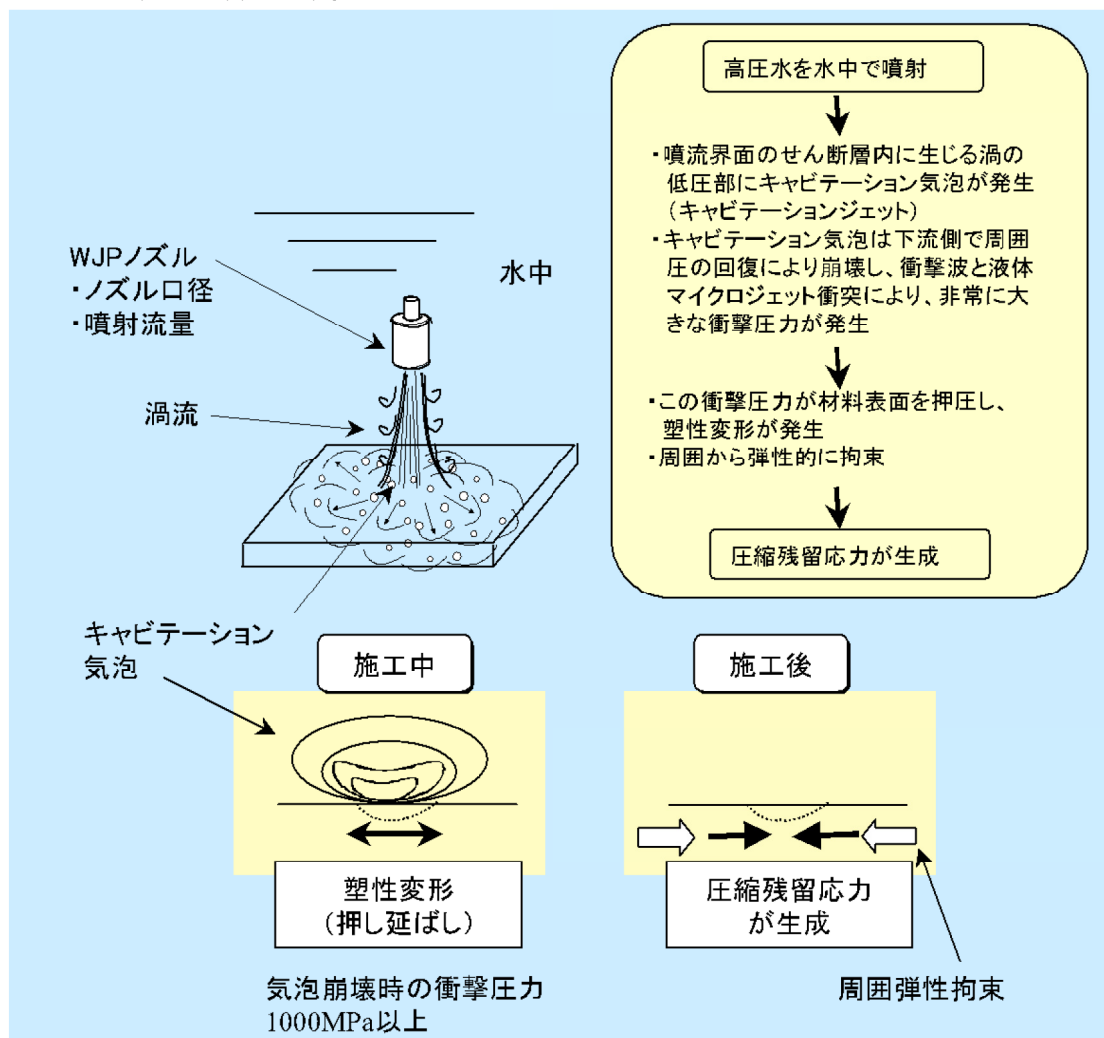 高圧水を水中で噴射
・噴流界面のせん断層内に生じる渦の
低圧部にキャビテーション気泡が発生
（キャビテーションジェット）
・キャビテーション気泡は下流側で周囲
圧の回復により崩壊し、衝撃波と液体
マイクロジェット衝突により、非常に大
きな衝撃圧力が発生
・この衝撃圧力が材料表面を押圧し、
塑性変形が発生
・周囲から弾性的に拘束
圧縮残留応力が生成
WJPノズル
・ノズル口径
・噴射流量
水中
渦流
キャビテーション
気泡
施工中
塑性変形
（押し延ばし）
気泡崩壊時の衝撃圧力
1000MPa以上
施工後
圧縮残留応力
が生成
周囲弾性拘束